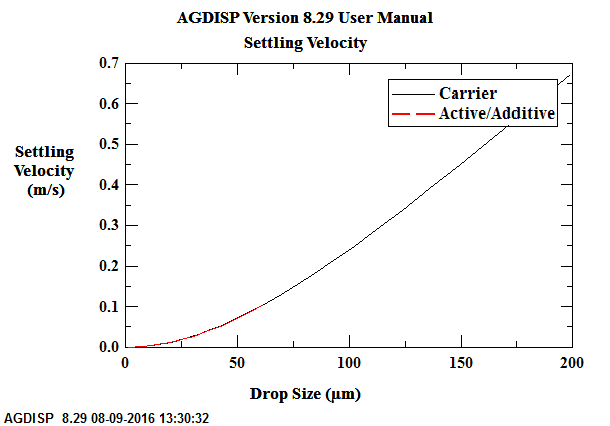 AGDISP Version 8.29 User Manual
Settling Velocity
0.7
0.6
0.5
0.4
0.3
0.2
0.1
0.0
Settling
Velocity
(m/s)
Carrier
Active/Additive
0
50
100
150
200
Drop Size (µm)
AGDISP 8.29 08-09-2016 13:30:32